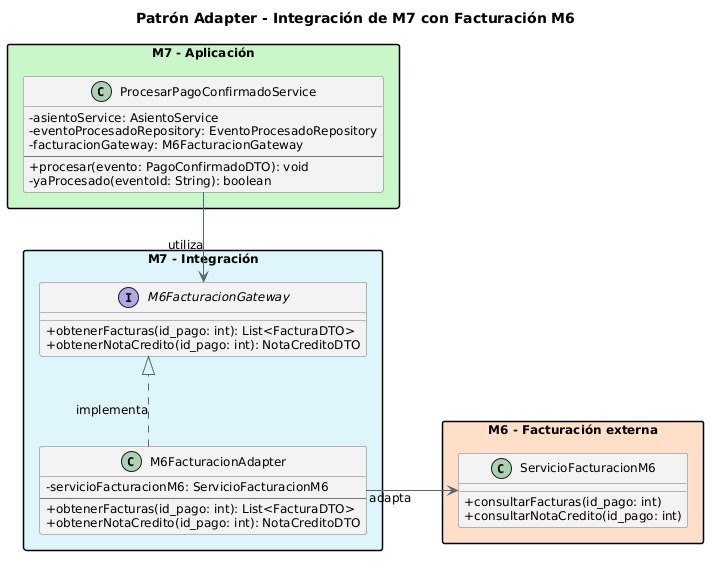 Patrón Adapter - Integración de M7 con Facturación M6
M7 - Aplicación
C ProcesarPagoConfirmadoService
-asientoService: AsientoService
-eventoProcesadoRepository: EventoProcesadoRepository
-facturacionGateway: M6FacturacionGateway
+procesar(evento: PagoConfirmadoDTO): void
-yaProcesado(eventoId: String): boolean
utiliza
M7 - Integración
I M6FacturacionGateway
+obtenerFacturas(id_pago: int): List<FacturaDTO>
+obtenerNotaCredito(id_pago: int): NotaCreditoDTO
implementa
C M6FacturacionAdapter
-servicioFacturacionM6: ServicioFacturacionM6
+obtenerFacturas(id_pago: int): List<FacturaDTO>
+obtenerNotaCredito(id_pago: int): NotaCreditoDTO
adapta
M6 - Facturación externa
C ServicioFacturacionM6
+consultarFacturas(id_pago: int)
+consultarNotaCredito(id_pago: int)